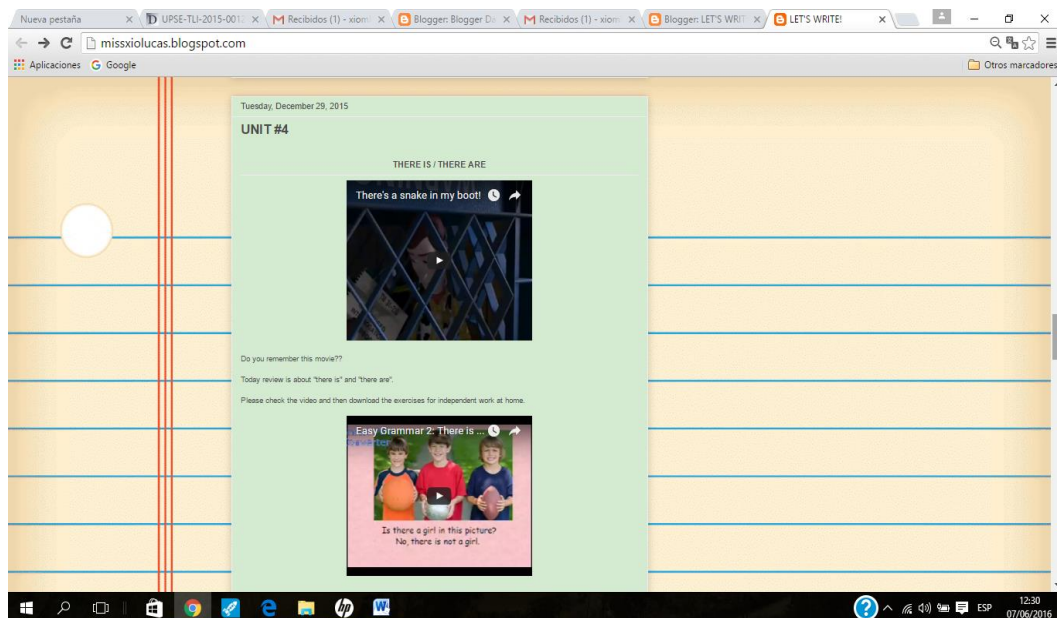 Nueva pestaña
UPSE-TLI-2015-001
Recibidos (1) - xiom
Blogger: Blogger Da
Recibidos (1) - xiom
Blogger: LET'S WRIT
LET'S WRITE!
missxiolucas.blogspot.com
Aplicaciones
Google
Otros marcadores
Tuesday, December 29, 2015
UNIT #4
THERE IS / THERE ARE
There's a snake in my boot!
Do you remember this movie??
Today review is about "there is" and "there are".
Please check the video and then download the exercises for independent work at home.
Easy Grammar 2: There is ...
Is there a girl in this picture?
No, there is not a girl.
hp
W
ESP
12:30
07/06/2016